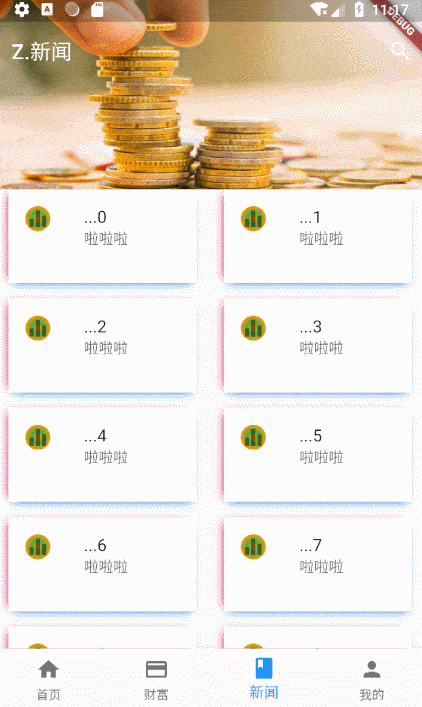 11:17
DEBUG
Z.新闻
...0
啦啦啦
...1
啦啦啦
...2
啦啦啦
...3
啦啦啦
...4
啦啦啦
...5
啦啦啦
...6
啦啦啦
...7
啦啦啦
首页
财富
新闻
我的